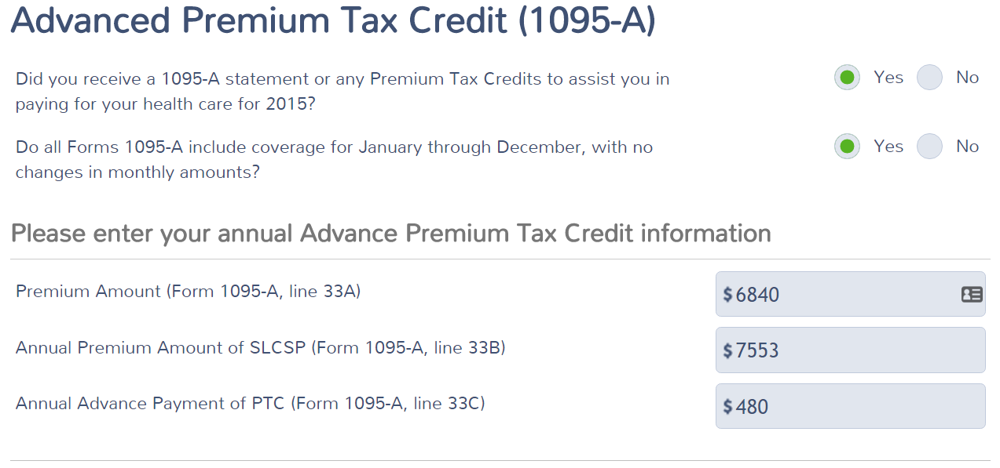 Advanced Premium Tax Credit (1095-A)
Did you receive a 1095-A statement or any Premium Tax Credits to assist you in
paying for your health care for 2015?
Yes No
Do all Forms 1095-A include coverage for January through December, with no
changes in monthly amounts?
Yes No
Please enter your annual Advance Premium Tax Credit information
Premium Amount (Form 1095-A, line 33A)
$ 6840
Annual Premium Amount of SLCSP (Form 1095-A, line 33B)
$ 7553
Annual Advance Payment of PTC (Form 1095-A, line 33C)
$ 480